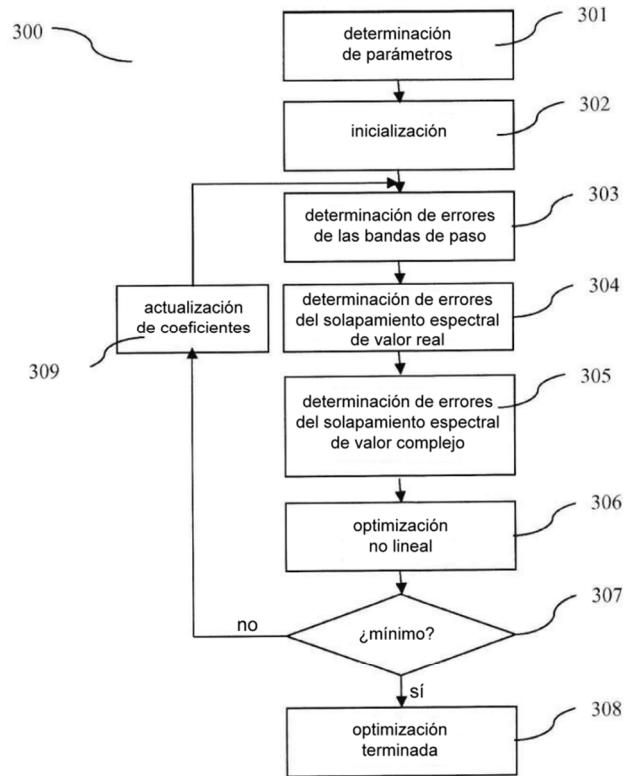 300
determinación
de parámetros
301
inicialización
302
determinación de errores
de las bandas de paso
303
actualización
de coeficientes
309
determinación de errores
del solapamiento espectral
de valor real
304
determinación de errores
del solapamiento espectral
de valor complejo
305
optimización
no lineal
306
no
¿mínimo?
307
sí
optimización
terminada
308